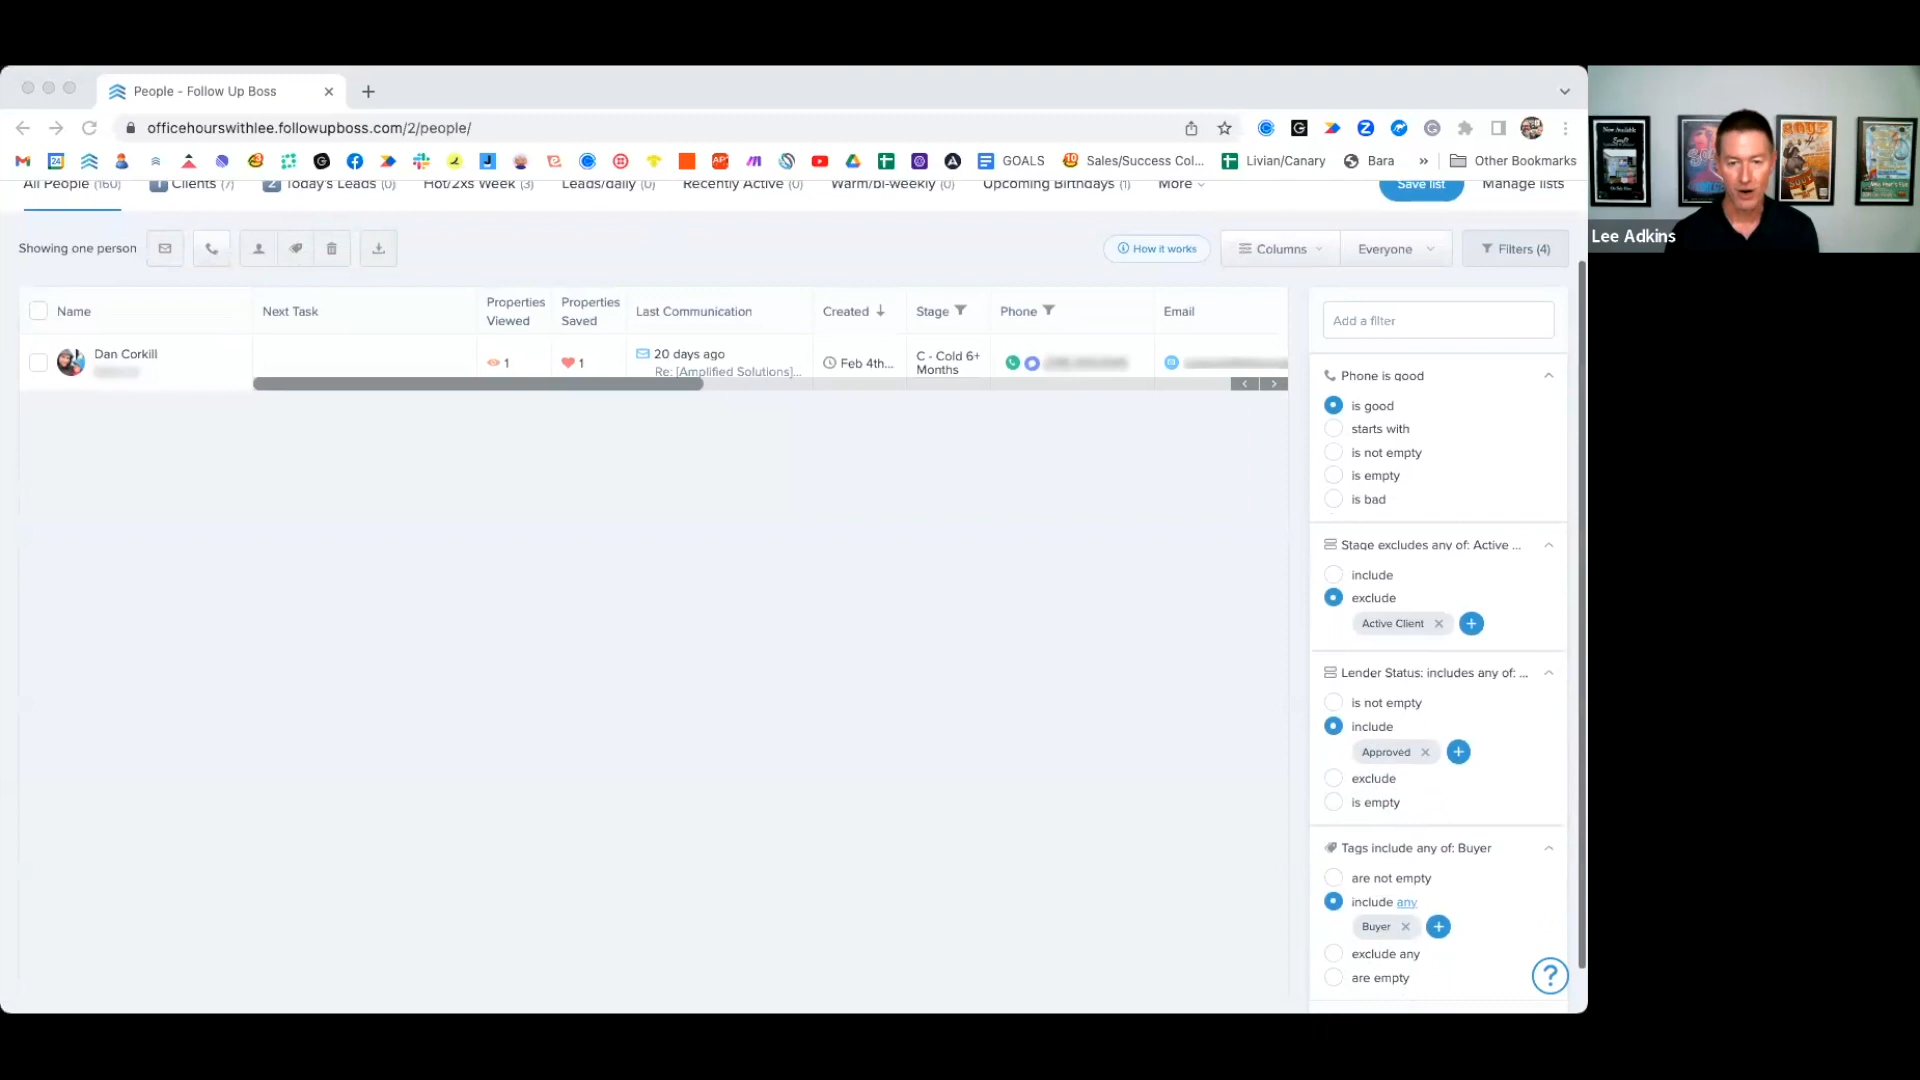 People - Follow Up Boss
officehourswithlee.followupboss.com/2/people/
GOALS
Sales/Success Col...
Livian/Canary
Bara
»
Other Bookmarks
All People (160)
1 Clients (7)
2 Today's Leads (0)
Hot/2xs Week (3)
Leads/daily (0)
Recently Active (0)
Warm/bi-weekly (0)
Upcoming Birthdays (1)
More
Save list
Manage lists
Showing one person
How it works
Columns
Everyone
Filters (4)
Lee Adkins
Name
Next Task
Properties Viewed
Properties Saved
Last Communication
Created
Stage
Phone
Email
Dan Corkill
1
1
20 days ago
Re: [Amplified Solutions]...
Feb 4th...
C - Cold 6+
Months
Add a filter
Phone is good
is good
starts with
is not empty
is empty
is bad
Stage excludes any of: Active ...
include
exclude
Active Client
Lender Status: includes any of: ...
is not empty
include
Approved
exclude
is empty
Tags include any of: Buyer
are not empty
include any
Buyer
exclude any
are empty